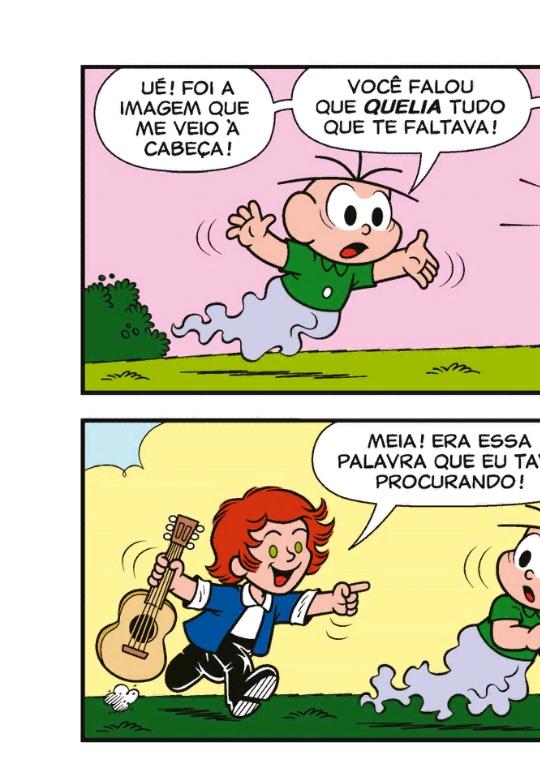 UÉ! FOI A
IMAGEM QUE
ME VEIO À
CABEÇA!
VOCÊ FALOU
QUE QUELIA TUDO
QUE TE FALTAVA!
MEIA! ERA ESSA
PALAVRA QUE EU
PROCURANDO!